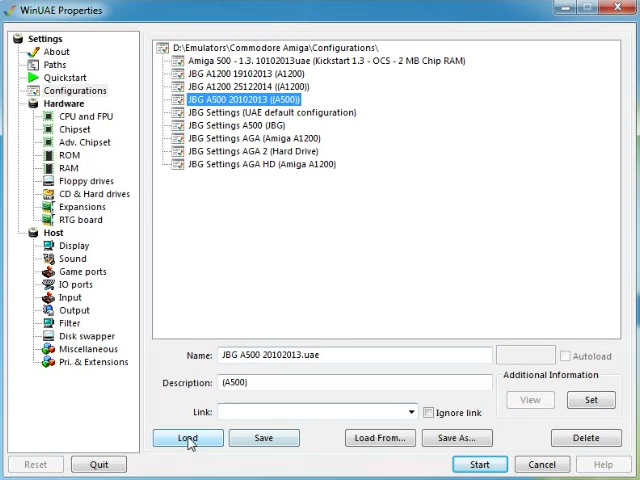 WinUAE Properties
Settings
About
Paths
Quickstart
Configurations
Hardware
CPU and FPU
Chipset
Adv. Chipset
ROM
RAM
Floppy drives
CD & Hard drives
Expansions
RTG board
Host
Display
Sound
Game ports
IO ports
Input
Output
Filter
Disk swapper
Miscellaneous
Pri. & Extensions
Reset
Quit
D:\Emulators\Commodore Amiga\Configurations\
Amiga 500 - 1.3. 10102013uae (Kickstart 1.3 - OCS - 2 MB Chip RAM)
JBG A1200 19102013 (A1200)
JBG A1200 25122014 ((A1200))
JBG A500 20102013 ((A500))
JBG Settings (UAE default configuration)
JBG Settings A500 (JBG)
JBG Settings AGA (Amiga A1200)
JBG Settings AGA 2 (Hard Drive)
JBG Settings AGA HD (Amiga A1200)
Name: JBG A500 20102013.uae
Autoload
Description: (A500)
Additional Information
View Set
Link:
Ignore link
Load Save Load From... Save As... Delete
Start Cancel Help